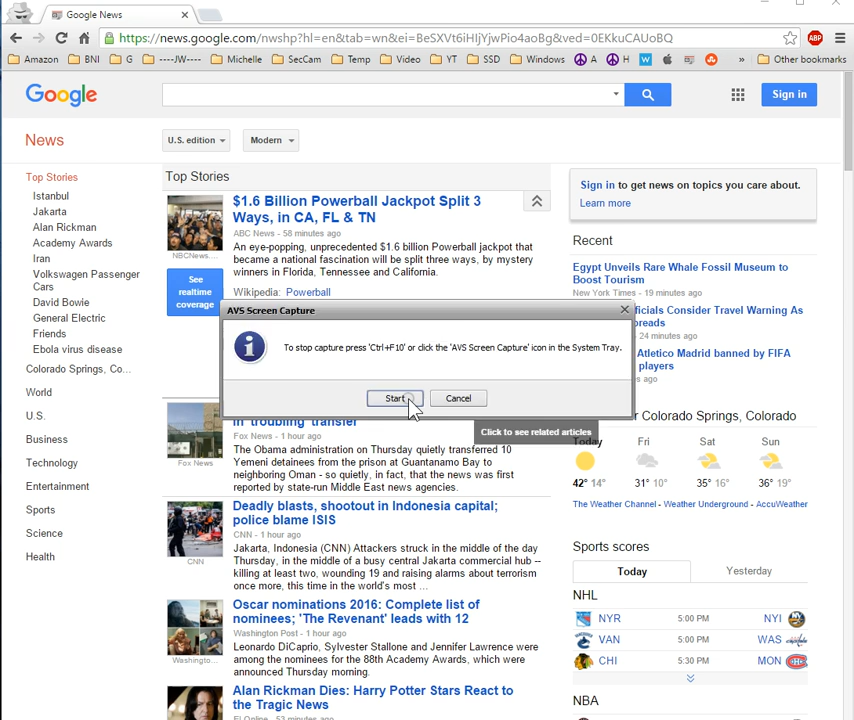 Google News
https://news.google.com/nwshp?hl=en&tab=wn&ei=BeSXVt6iHIjYjwPio4aoBg&ved=0EKkuCAUoBQ
ABP
Amazon BNI G ----JW---- Michelle SecCam Temp Video YT SSD Windows A H W » Other bookmarks
Google
Sign in
News
U.S. edition
Modern
Top Stories
Istanbul
Jakarta
Alan Rickman
Academy Awards
Iran
Volkswagen Passenger
Cars
David Bowie
General Electric
Friends
Ebola virus disease
Colorado Springs, Co...
World
U.S.
Business
Technology
Entertainment
Sports
Science
Health
Top Stories
$1.6 Billion Powerball Jackpot Split 3
Ways, in CA, FL & TN
ABC News - 58 minutes ago
An eye-popping, unprecedented $1.6 billion Powerball jackpot that
became a national fascination will be split three ways, by mystery
winners in Florida, Tennessee and California.
Wikipedia: Powerball
NBCNews....
See
realtime
coverage
AVS Screen Capture
To stop capture press 'Ctrl+F10' or click the 'AVS Screen Capture' icon in the System Tray.
Start
Cancel
Click to see related articles
in 'troubling' transfer
Fox News - 1 hour ago
The Obama administration on Thursday quietly transferred 10
Yemeni detainees from the prison at Guantanamo Bay to
neighboring Oman - so quietly, in fact, that the news was first
reported by state-run Middle East news agencies.
Fox News
Deadly blasts, shootout in Indonesia capital;
police blame ISIS
CNN - 1 hour ago
Jakarta, Indonesia (CNN) Attackers struck in the middle of the day
Thursday, in the middle of a busy central Jakarta commercial hub --
killing at least two, wounding 19 and raising alarms about terrorism
once more, this time in the world's most ...
CNN
Oscar nominations 2016: Complete list of
nominees; 'The Revenant' leads with 12
Washington Post - 1 hour ago
Leonardo DiCaprio, Sylvester Stallone and Jennifer Lawrence were
among the nominees for the 88th Academy Awards, which were
announced Thursday morning.
Washingto...
Alan Rickman Dies: Harry Potter Stars React to
the Tragic News
E! Online - 53 minutes ago
Sign in to get news on topics you care about.
Learn more
Recent
Egypt Unveils Rare Whale Fossil Museum to
Boost Tourism
New York Times - 19 minutes ago
ficials Consider Travel Warning As
preads
24 minutes ago
Atletico Madrid banned by FIFA
players
es ago
r Colorado Springs, Colorado
Today Fri Sat Sun
42° 14° 31° 10° 35° 16° 36° 19°
The Weather Channel - Weather Underground - AccuWeather
Sports scores
Today Yesterday
NHL
NYR 5:00 PM NYI
VAN 5:00 PM WAS
CHI 5:30 PM MON
NBA